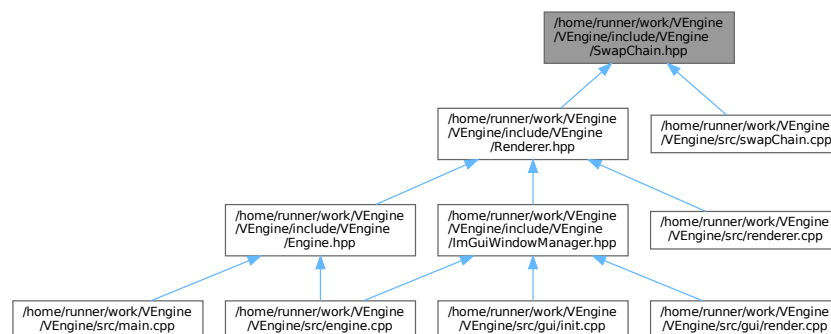 /home/runner/work/VEngine
/VEngine/include/VEngine
/SwapChain.hpp
/home/runner/work/VEngine
/VEngine/include/VEngine
/Renderer.hpp
/home/runner/work/VEngine
/VEngine/src/swapChain.cpp
/home/runner/work/VEngine
/VEngine/include/VEngine
/Engine.hpp
/home/runner/work/VEngine
/VEngine/include/VEngine
/ImGuiWindowManager.hpp
/home/runner/work/VEngine
/VEngine/src/renderer.cpp
/home/runner/work/VEngine
/VEngine/src/main.cpp
/home/runner/work/VEngine
/VEngine/src/engine.cpp
/home/runner/work/VEngine
/VEngine/src/gui/init.cpp
/home/runner/work/VEngine
/VEngine/src/gui/render.cpp